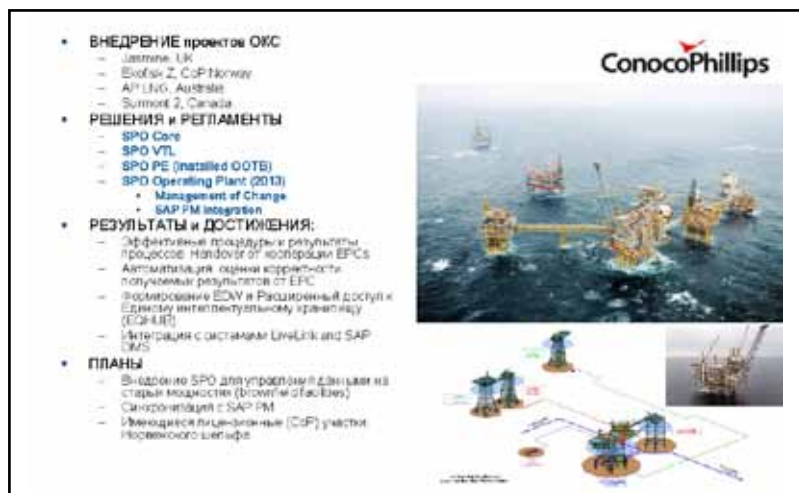 ВНЕДРЕНИЕ проектов ОКС
Jasmine, UK
Ekofisk Z, CoP Norway
AP LNG, Australia
Surmont 2, Canada
РЕШЕНИЯ и РЕГЛАМЕНТЫ
SPO Core
SPO VTL
SPO PE (installed OOTB)
SPO Operating Plant (2013)
Management of Change
SAP PM Integration
РЕЗУЛЬТАТЫ и ДОСТИЖЕНИЯ:
Эффективные процедуры и результаты
процессов Handover от кооперации EPCs
Автоматизация оценки корректности
получаемых результатов от EPC
Формирование EDW и Расширенный доступ к
Единому интеллектуальному хранилищу
(EQHUB)
Интеграция с системами LiveLink and SAP
DMS
ПЛАНЫ
Внедрение SPO для управления данными на
старых мощностях (brownfield facilities)
Синхронизация с SAP PM
Имеющиеся лицензионные (CoP) участки
Норвежского шельфа
ConocoPhillips